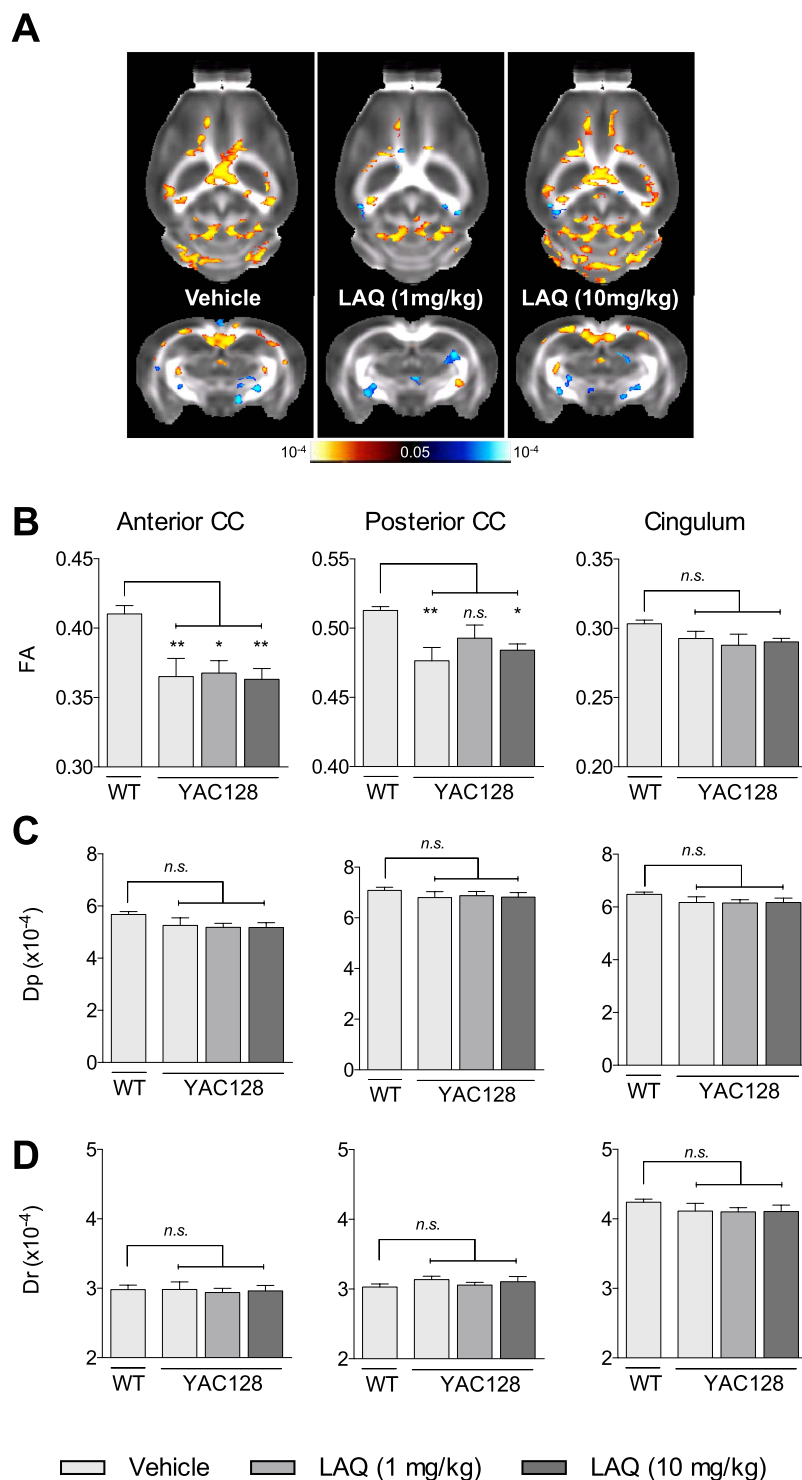 A
Vehicle
LAQ (1mg/kg)
LAQ (10mg/kg)
10-4
0.05
10-4
B
Anterior CC
Posterior CC
Cingulum
FA
0.45
0.40
0.35
0.30
** * **
WT
YAC128
0.55
0.50
0.45
0.40
** n.s. *
WT
YAC128
0.35
0.30
0.25
0.20
n.s.
WT
YAC128
C
Dp (x10-4)
8
6
4
2
0
n.s.
WT
YAC128
8
6
4
2
0
n.s.
WT
YAC128
8
6
4
2
0
n.s.
WT
YAC128
D
Dr (x10-4)
5
4
3
2
n.s.
WT
YAC128
5
4
3
2
n.s.
WT
YAC128
5
4
3
2
n.s.
WT
YAC128
Vehicle
LAQ (1 mg/kg)
LAQ (10 mg/kg)